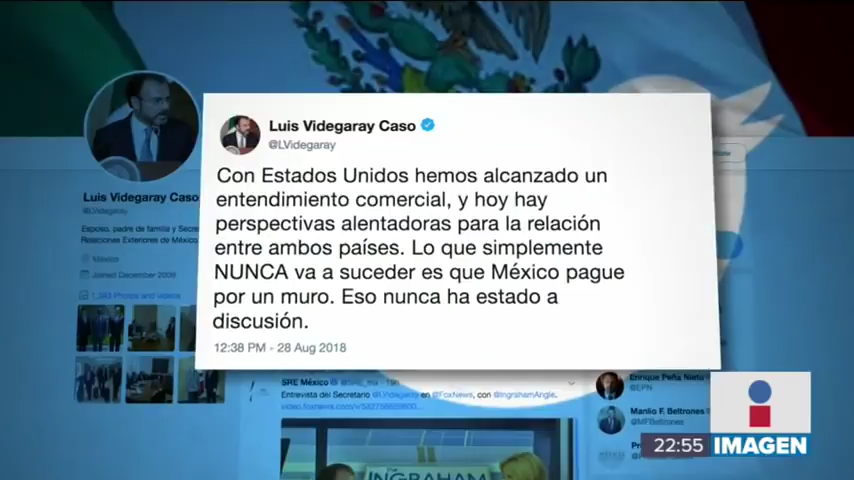 Luis Videgaray Caso
@LVidegaray
Con Estados Unidos hemos alcanzado un
entendimiento comercial, y hoy hay
perspectivas alentadoras para la relación
entre ambos países. Lo que simplemente
NUNCA va a suceder es que México pague
por un muro. Eso nunca ha estado a
discusión.
12:38 PM - 28 Aug 2018
Luis Videgaray Caso
@LVidegaray
Esposo, padre de familia y Secre
Relaciones Exteriores de México
México
Joined December 2009
1,393 Photos and videos
SRE México @SRE_mx - 19h
Entrevista del Secretario @LVidegaray en @FoxNews, con @IngrahamAngle.
The
INGRAHAM
Enrique Peña Nieto
@EPN
Manlio F. Beltrones
@MFBeltrones
22:55
IMAGEN